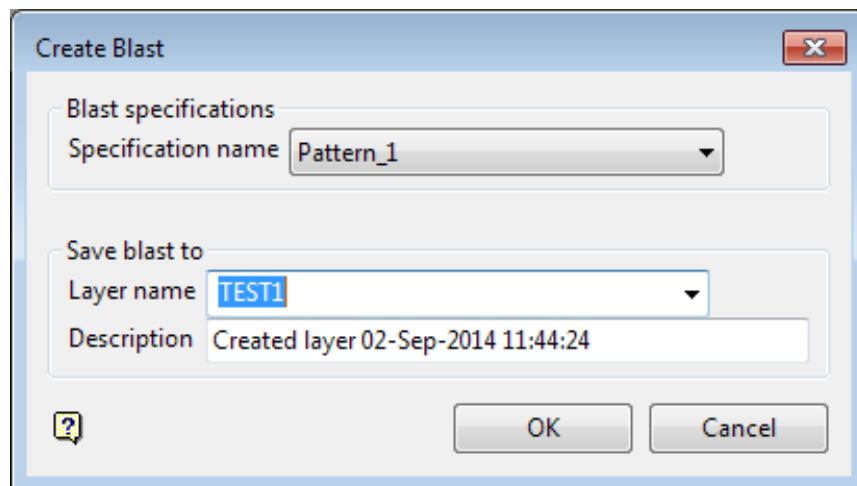 Create Blast
Blast specifications
Specification name Pattern_1
Save blast to
Layer name TEST1
Description Created layer 02-Sep-2014 11:44:24
?
OK Cancel